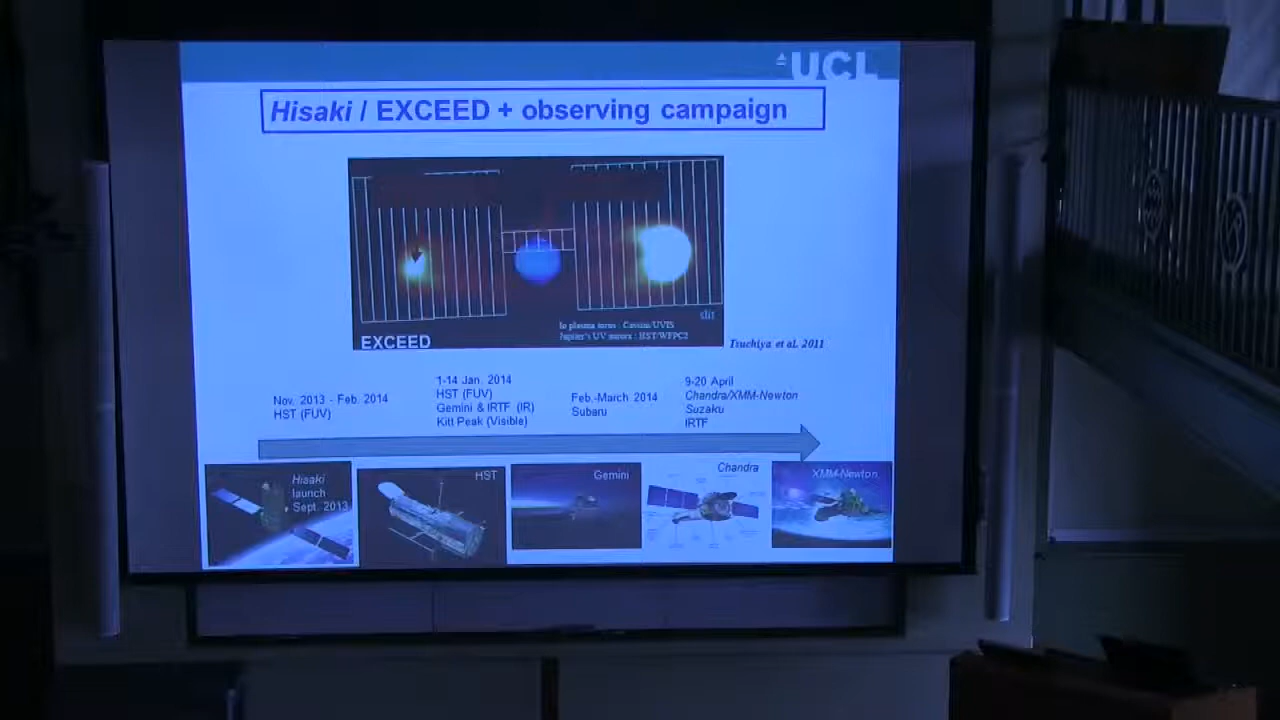 UCL
Hisaki / EXCEED + observing campaign
slit
Io plasma torus : Cassini/UVIS
Jupiter's UV aurora : HST/WFPC2
EXCEED
Tsuchiya et al. 2011
Nov. 2013 - Feb. 2014
HST (FUV)
1-14 Jan. 2014
HST (FUV)
Gemini & IRTF (IR)
Kitt Peak (Visible)
Feb.-March 2014
Subaru
9-20 April
Chandra/XMM-Newton
Suzaku
IRTF
Hisaki
launch
Sept. 2013
HST
Gemini
Chandra
XMM-Newton